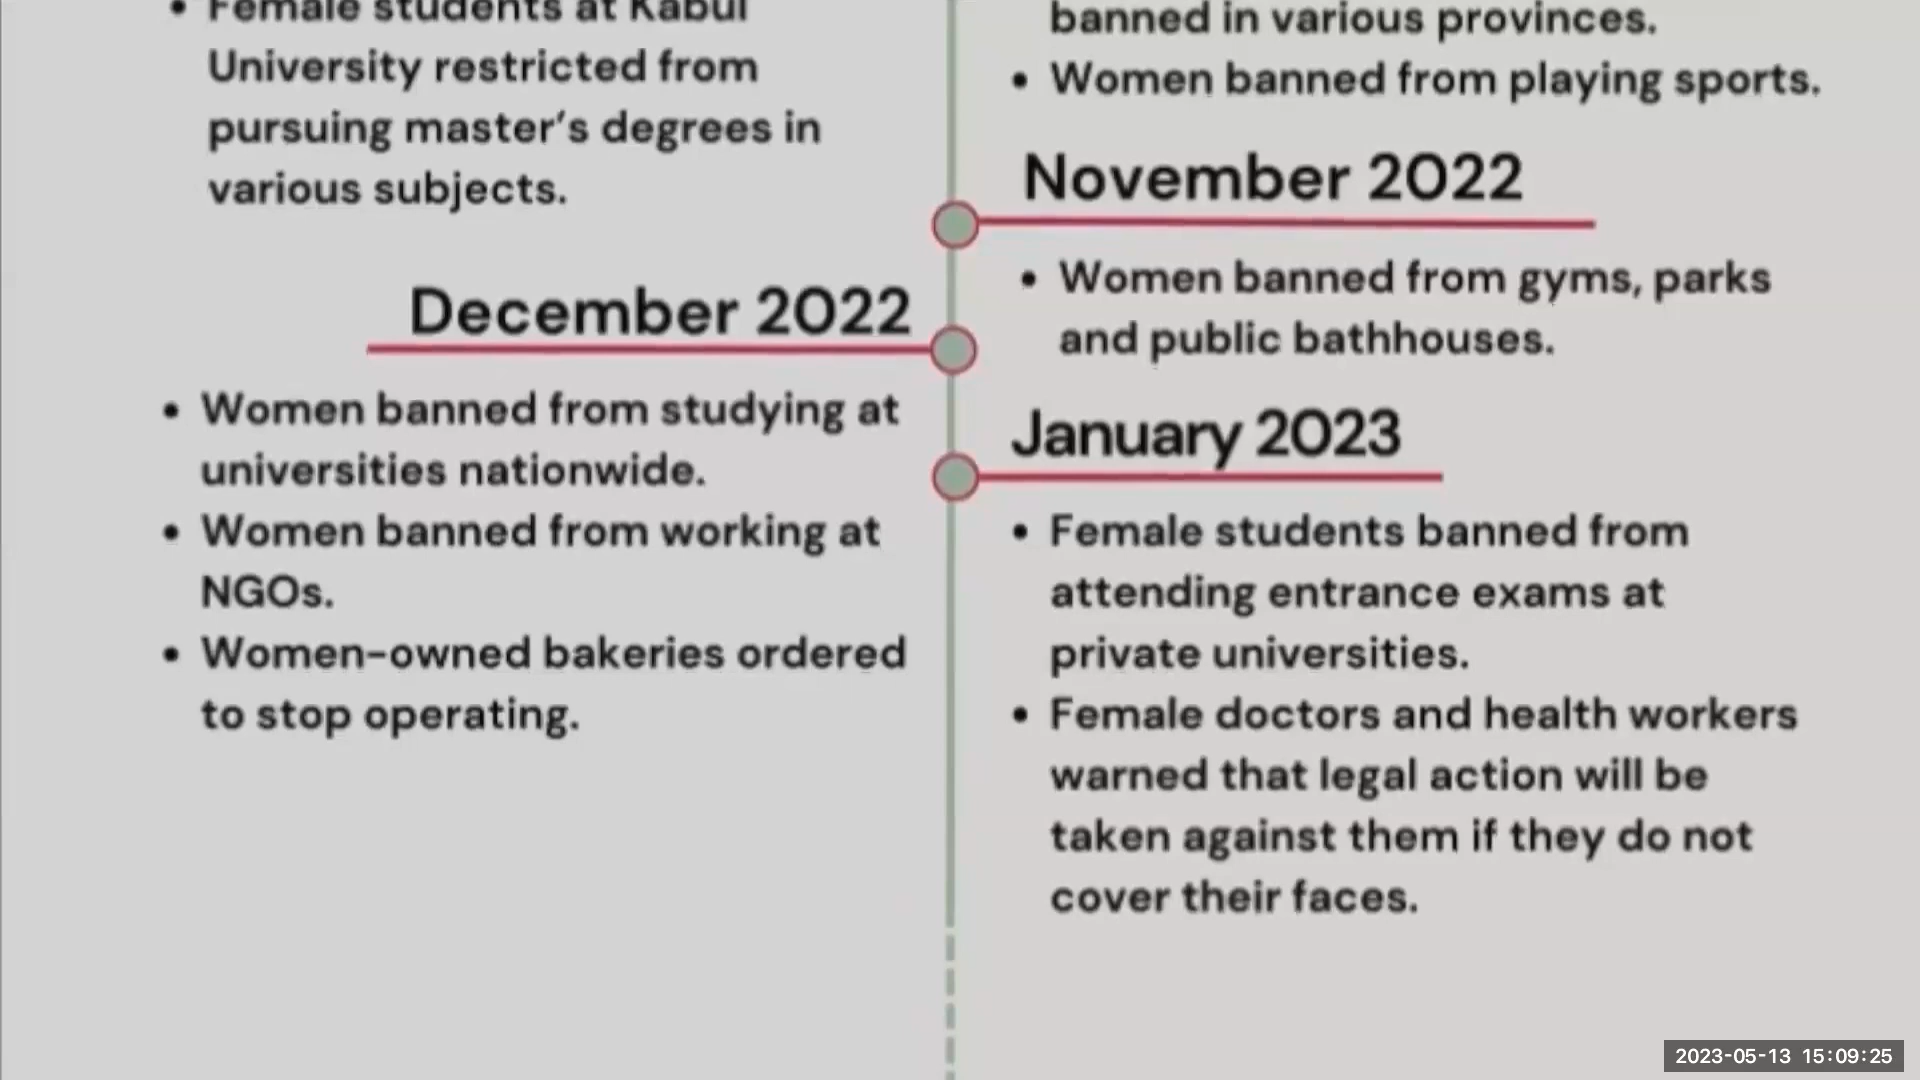 Female students at Kabul
University restricted from
pursuing master's degrees in
various subjects.
banned in various provinces.
Women banned from playing sports.
November 2022
Women banned from gyms, parks
and public bathhouses.
December 2022
Women banned from studying at
universities nationwide.
Women banned from working at
NGOs.
Women-owned bakeries ordered
to stop operating.
January 2023
Female students banned from
attending entrance exams at
private universities.
Female doctors and health workers
warned that legal action will be
taken against them if they do not
cover their faces.
2023-05-13 15:09:25